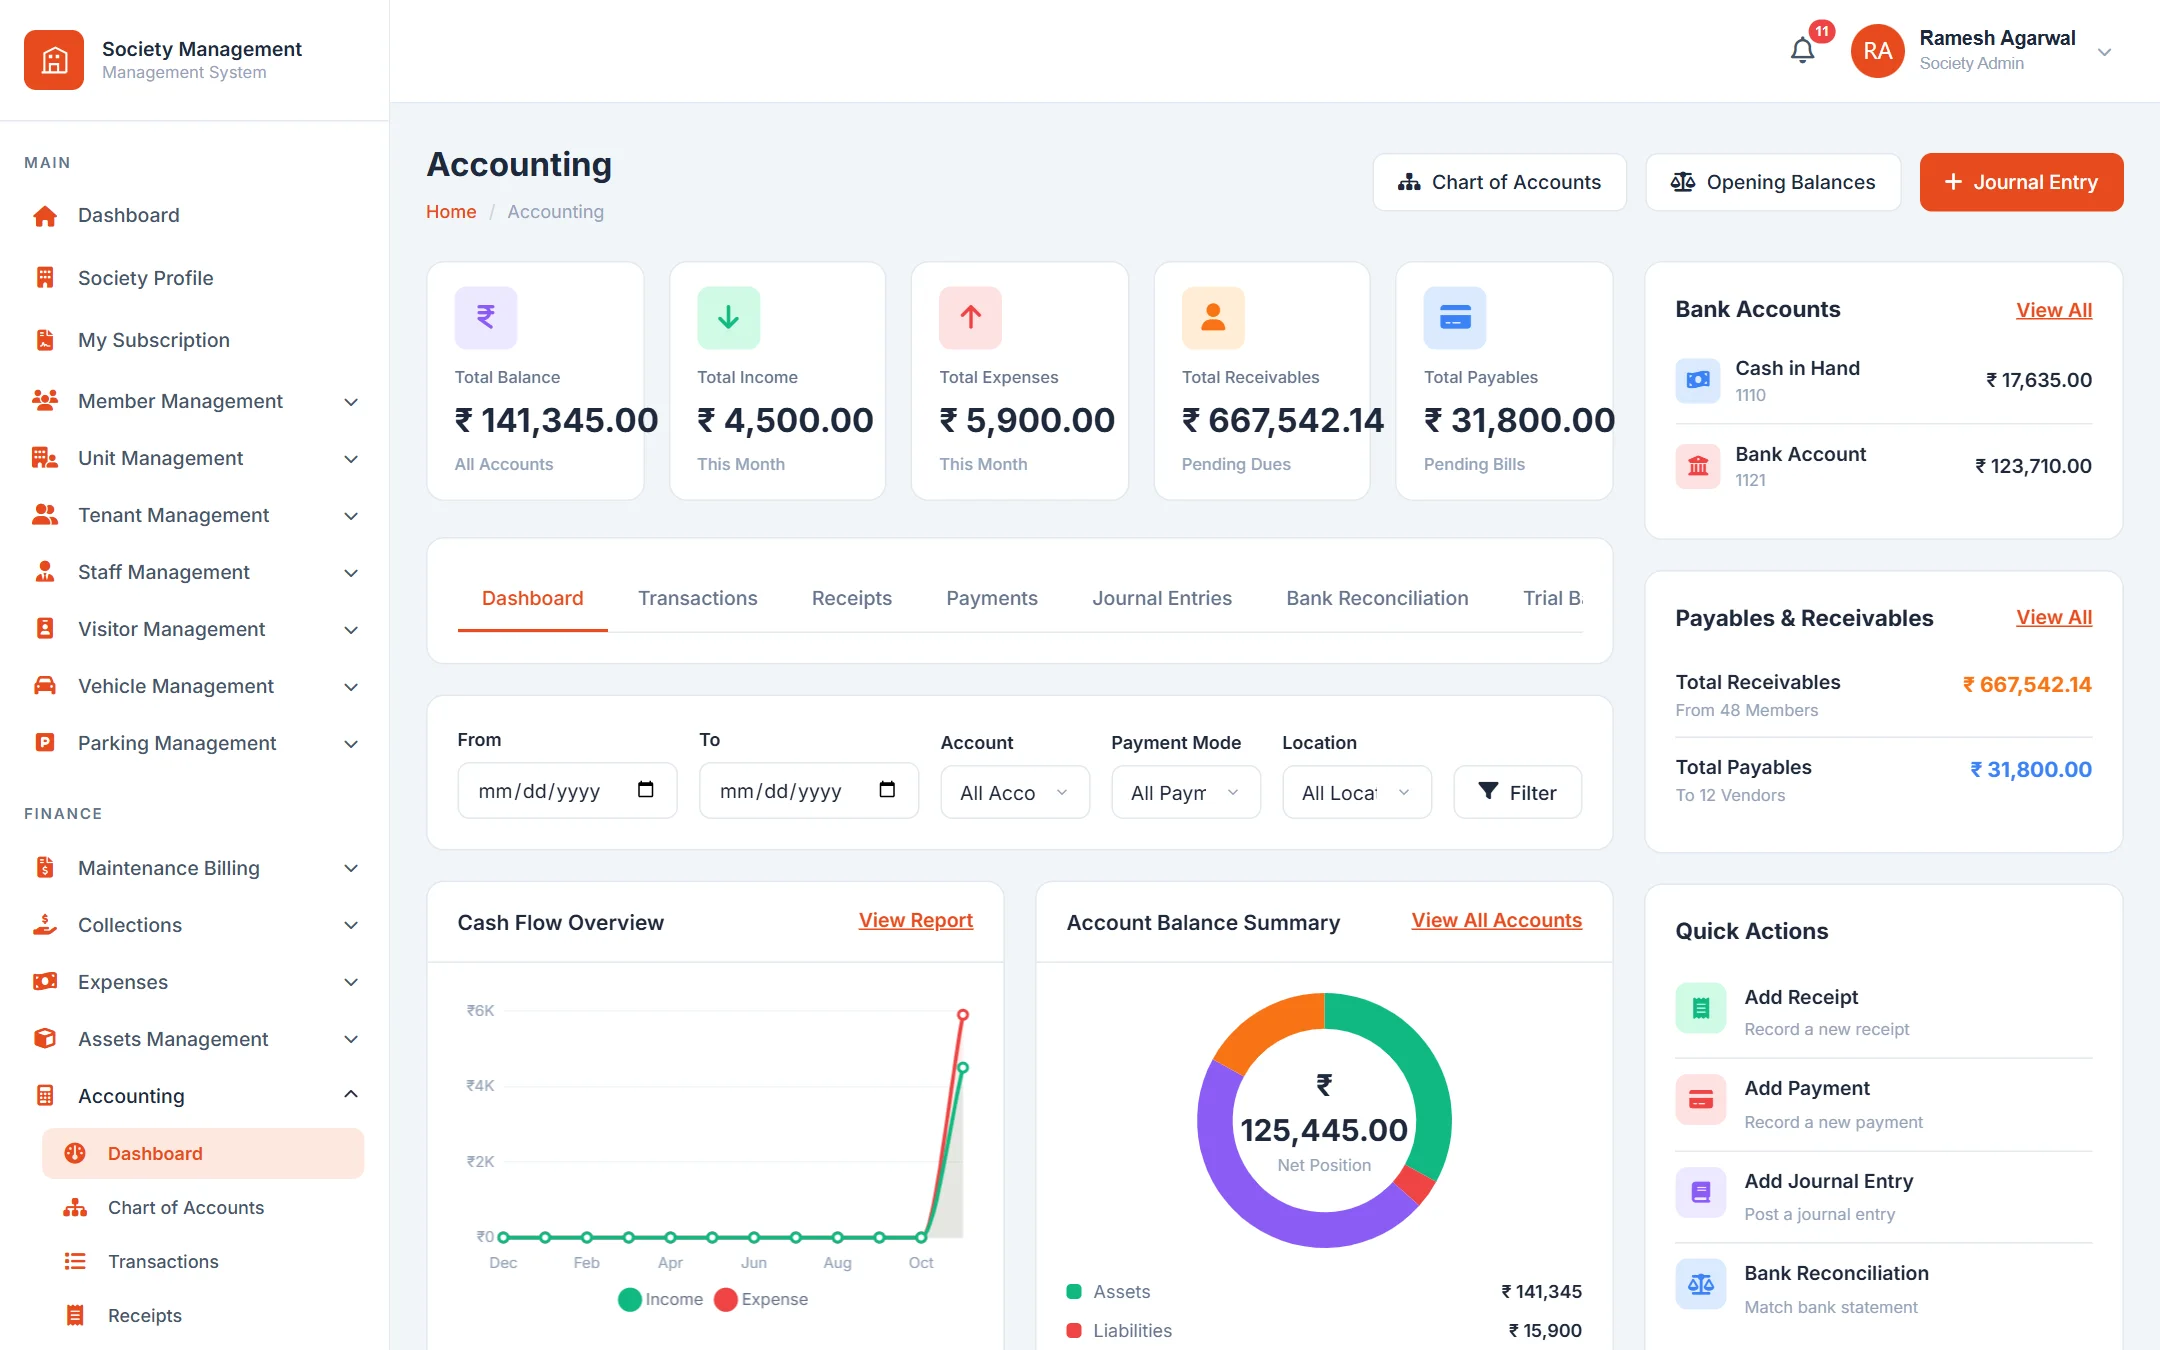 Society Management
Management System
MAIN
Dashboard
Society Profile
My Subscription
Member Management
Unit Management
Tenant Management
Staff Management
Visitor Management
Vehicle Management
Parking Management
FINANCE
Maintenance Billing
Collections
Expenses
Assets Management
Accounting
Dashboard
Chart of Accounts
Transactions
Receipts
11
RA
Ramesh Agarwal
Society Admin
Accounting
Home / Accounting
Chart of Accounts
Opening Balances
Journal Entry
Total Balance
₹ 141,345.00
All Accounts
Total Income
₹ 4,500.00
This Month
Total Expenses
₹ 5,900.00
This Month
Total Receivables
₹ 667,542.14
Pending Dues
Total Payables
₹ 31,800.00
Pending Bills
Dashboard
Transactions
Receipts
Payments
Journal Entries
Bank Reconciliation
Trial Ba
From
mm/dd/yyyy
To
mm/dd/yyyy
Account
All Acco
Payment Mode
All Paym
Location
All Locat
Filter
Cash Flow Overview
View Report
₹6K
₹4K
₹2K
₹0
Dec Feb Apr Jun Aug Oct
Income Expense
Account Balance Summary
View All Accounts
₹
125,445.00
Net Position
Assets ₹ 141,345
Liabilities ₹ 15,900
Bank Accounts
View All
Cash in Hand
1110
₹ 17,635.00
Bank Account
1121
₹ 123,710.00
Payables & Receivables
View All
Total Receivables
From 48 Members
₹ 667,542.14
Total Payables
To 12 Vendors
₹ 31,800.00
Quick Actions
Add Receipt
Record a new receipt
Add Payment
Record a new payment
Add Journal Entry
Post a journal entry
Bank Reconciliation
Match bank statement